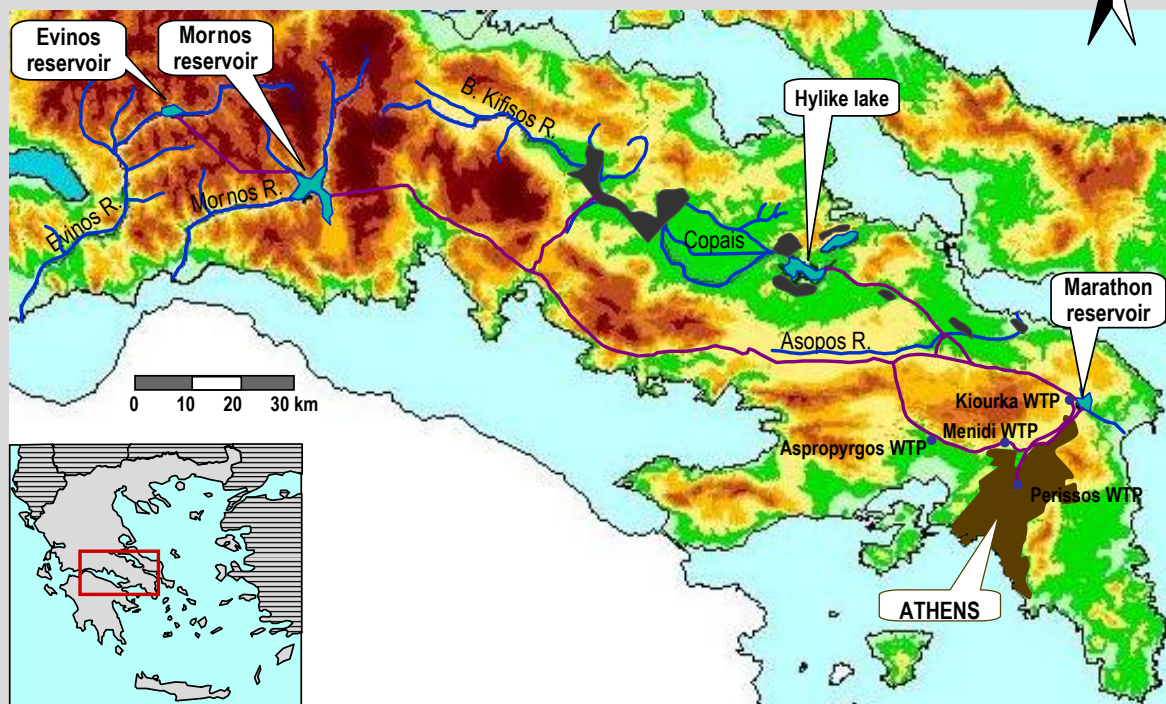 Evinos
reservoir
Mornos
reservoir
B. Kifisos R.
Hylike lake
Mornos R.
Evinos R.
Copais
Marathon
reservoir
Asopos R.
0 10 20 30 km
Kiourka WTP
Menidi WTP
Aspropyrgos WTP
Perissos WTP
ATHENS